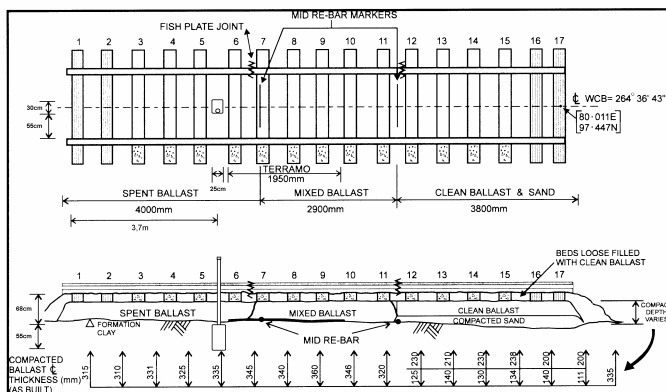 MID RE-BAR MARKERS
FISH PLATE JOINT
1 2 3 4 5 6 7 8 9 10 11 12 13 14 15 16 17
30cm
55cm
℄ WCB= 264° 36' 43"
80·011E
97·447N
TERRAMO
1950mm
25cm
SPENT BALLAST MIXED BALLAST CLEAN BALLAST & SAND
4000mm 2900mm 3800mm
3,7m
BEDS LOOSE FILLED
WITH CLEAN BALLAST
1 2 3 4 5 6 7 8 9 10 11 12 13 14 15 16 17
68cm
SPENT BALLAST MIXED BALLAST CLEAN BALLAST
COMPACTED SAND
COMPAC
DEPTH
VARIES
55cm
FORMATION
CLAY
MID RE-BAR
COMPACTED
BALLAST ℄
THICKNESS (mm)
(AS BUILT)
315 310 331 325 335 345 340 360 346 320 125 230 140 210 130 230 134 238 140 200 111 200 335